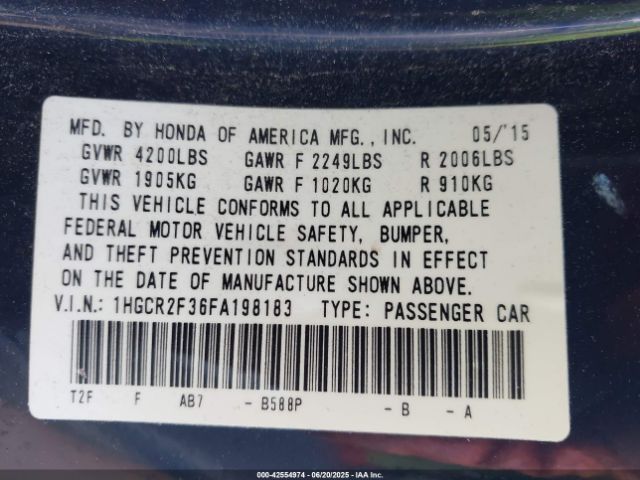 MFD. BY HONDA OF AMERICA MFG., INC. 05/'15
GVWR 4200LBS GAWR F 2249LBS R 2006LBS
GVWR 1905KG GAWR F 1020KG R 910KG
THIS VEHICLE CONFORMS TO ALL APPLICABLE
FEDERAL MOTOR VEHICLE SAFETY, BUMPER,
AND THEFT PREVENTION STANDARDS IN EFFECT
ON THE DATE OF MANUFACTURE SHOWN ABOVE.
V.I.N.: 1HGCR2F36FA198183 TYPE: PASSENGER CAR
T2F F AB7 - B588P - B - A
000-42554974 - 06/20/2025 - IAA Inc.